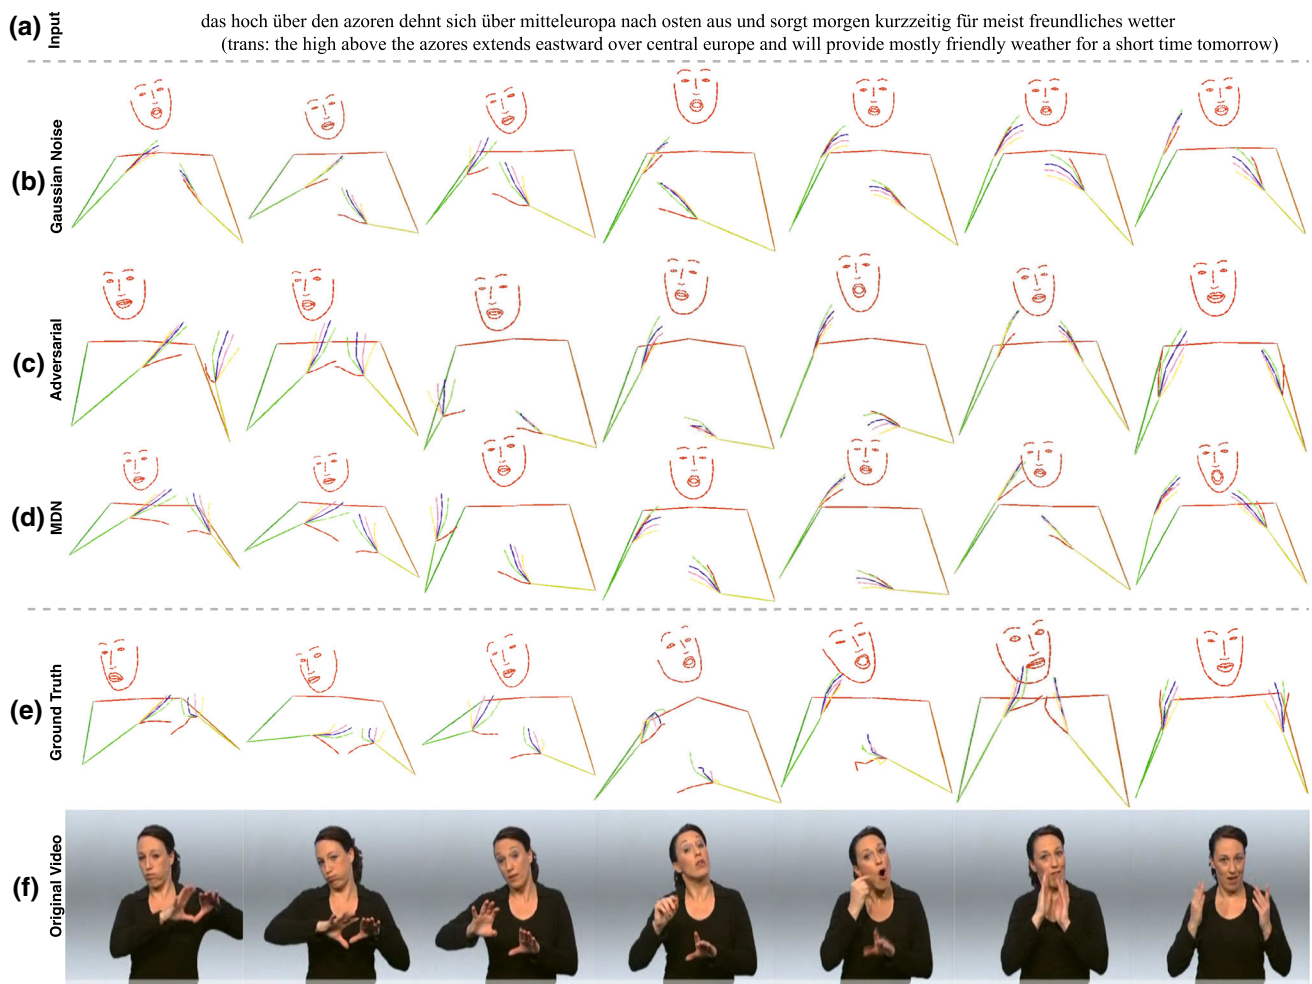 (a) Input das hoch über den azoren dehnt sich über mitteleuropa nach osten aus und sorgt morgen kurzzeitig für meist freundliches wetter
(trans: the high above the azores extends eastward over central europe and will provide mostly friendly weather for a short time tomorrow)
(b) Gaussian Noise
(c) Adversarial
(d) MDN
(e) Ground Truth
(f) Original Video